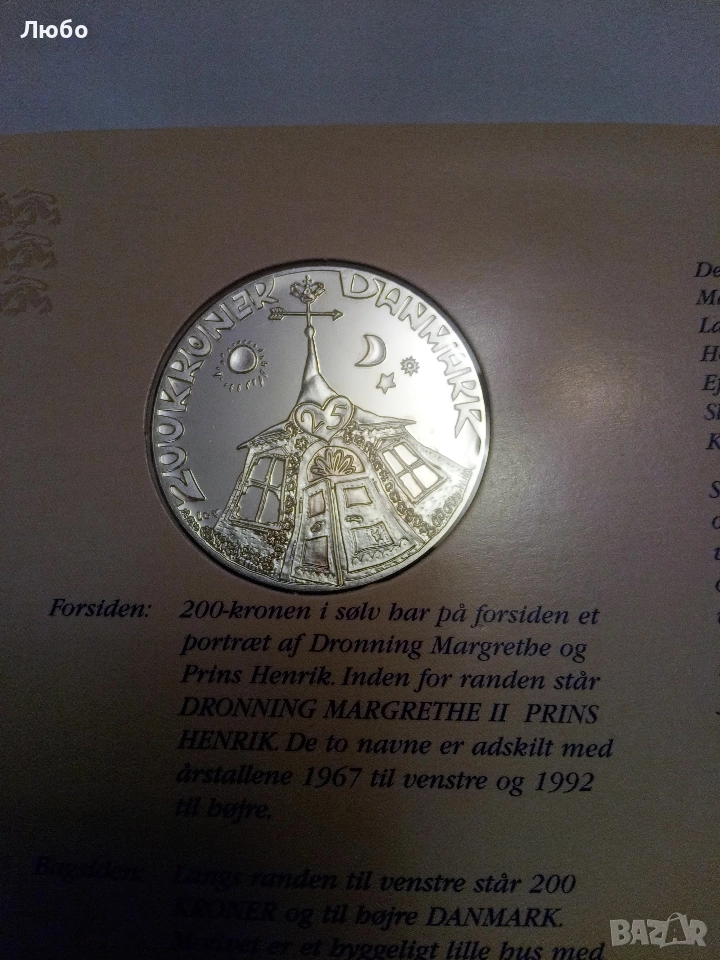 Любо
200 KRONER DANMARK
25
Forsiden: 200-kronen i sølv har på forsiden et
portræt af Dronning Margrethe og
Prins Henrik. Inden for randen står
DRONNING MARGRETHE II PRINS
HENRIK. De to navne er adskilt med
årstallene 1967 til venstre og 1992
til højre.
Bagsiden: Langs randen til venstre står 200
KRONER og til højre DANMARK.
Motivet er et hyggeligt lille hus med
De
BAZAR